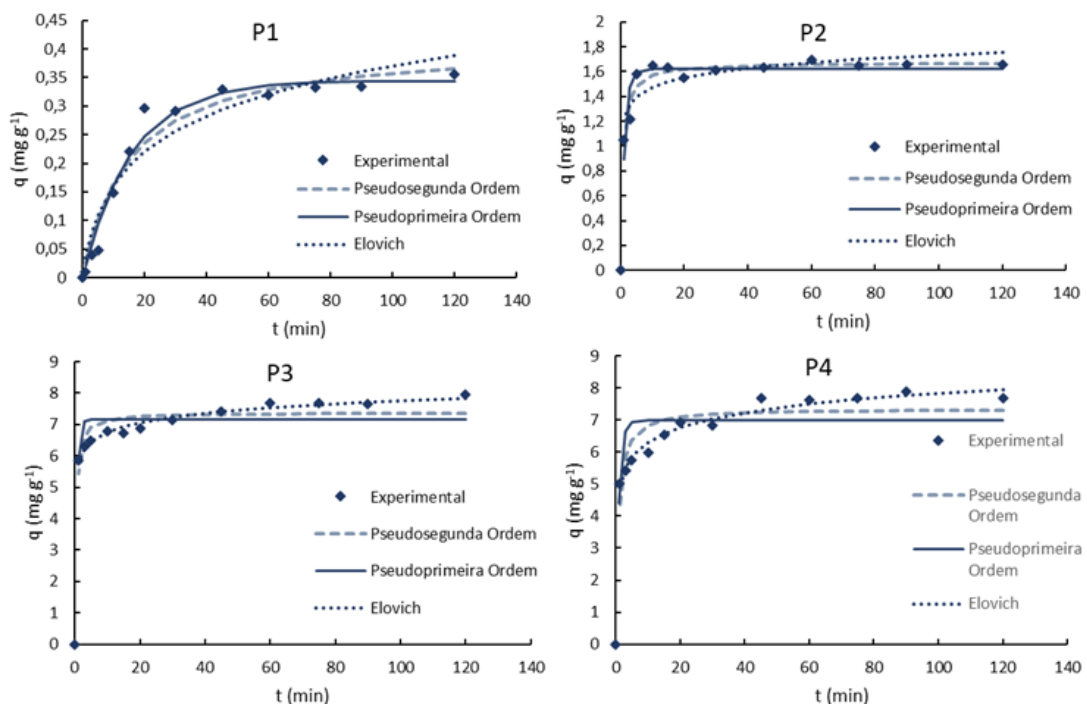 P1
0,45
0,4
0,35
0,3
0,25
0,2
0,15
0,1
0,05
0
q (mg g⁻¹)
Experimental
Pseudosegunda Ordem
Pseudoprimeira Ordem
Elovich
0 20 40 60 80 100 120 140
t (min)
P2
2
1,8
1,6
1,4
1,2
1
0,8
0,6
0,4
0,2
0
q (mg g⁻¹)
Experimental
Pseudosegunda Ordem
Pseudoprimeira Ordem
Elovich
0 20 40 60 80 100 120 140
t (min)
P3
9
8
7
6
5
4
3
2
1
0
q (mg g⁻¹)
Experimental
Pseudosegunda Ordem
Pseudoprimeira Ordem
Elovich
0 20 40 60 80 100 120 140
t (min)
P4
9
8
7
6
5
4
3
2
1
0
q (mg g⁻¹)
Experimental
Pseudosegunda
Ordem
Pseudoprimeira
Ordem
Elovich
0 20 40 60 80 100 120 140
t (min)